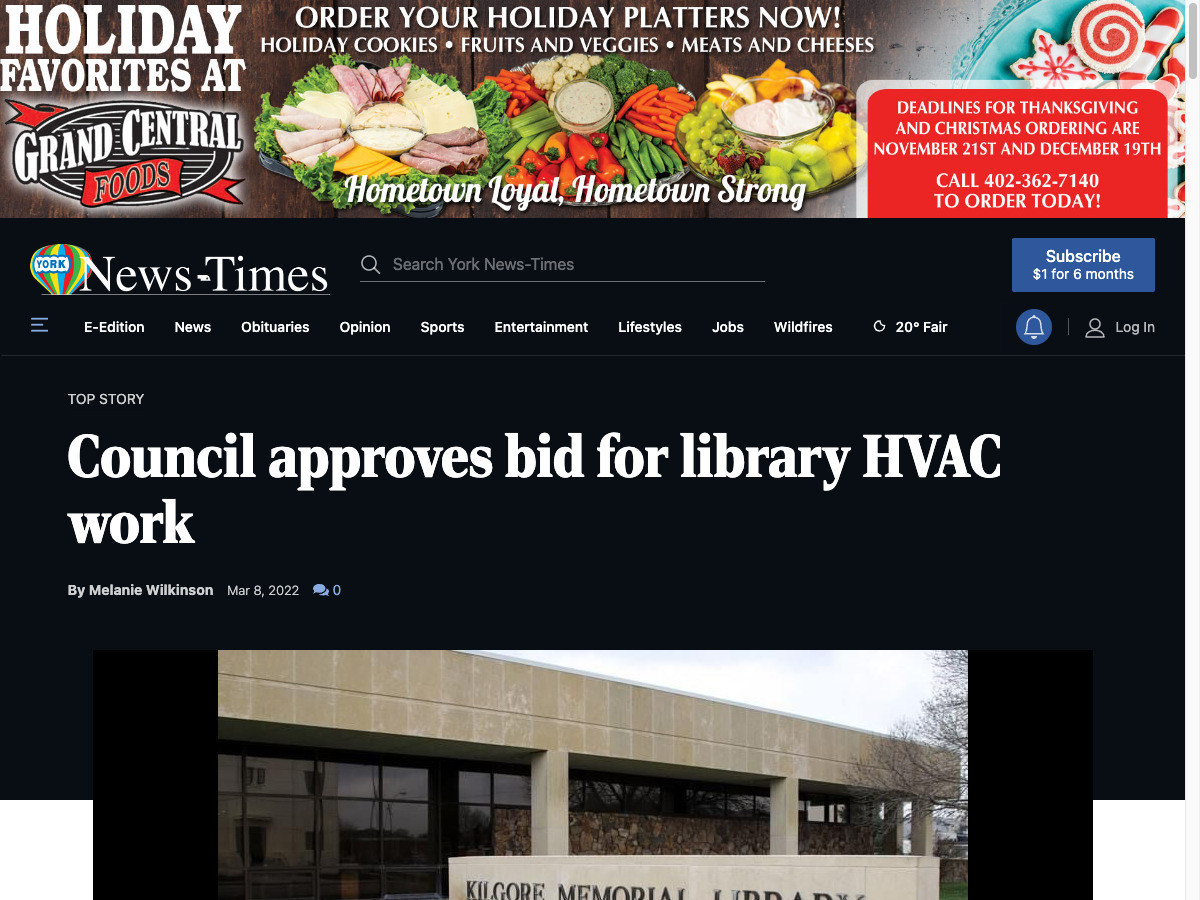 HOLIDAY
FAVORITES AT
GRAND CENTRAL
FOODS
ORDER YOUR HOLIDAY PLATTERS NOW!
HOLIDAY COOKIES • FRUITS AND VEGGIES • MEATS AND CHEESES
Hometown Loyal, Hometown Strong
DEADLINES FOR THANKSGIVING
AND CHRISTMAS ORDERING ARE
NOVEMBER 21ST AND DECEMBER 19TH
CALL 402-362-7140
TO ORDER TODAY!
YORK News-Times
Search York News-Times
Subscribe
$1 for 6 months
E-Edition News Obituaries Opinion Sports Entertainment Lifestyles Jobs Wildfires 20° Fair Log In
TOP STORY
Council approves bid for library HVAC
work
By Melanie Wilkinson Mar 8, 2022 0
KILGORE MEMORIAL LIBRARY